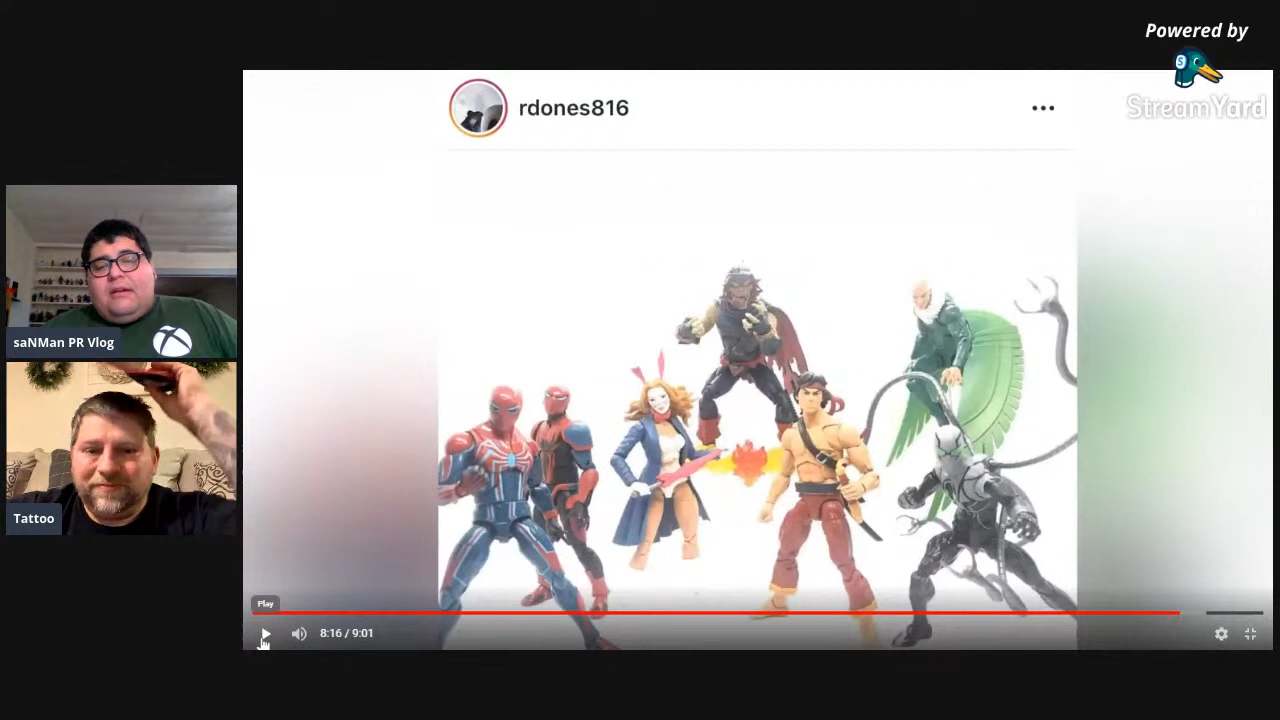 Powered by
StreamYard
rdones816
saNMan PR Vlog
Tattoo
Play
8:16 / 9:01